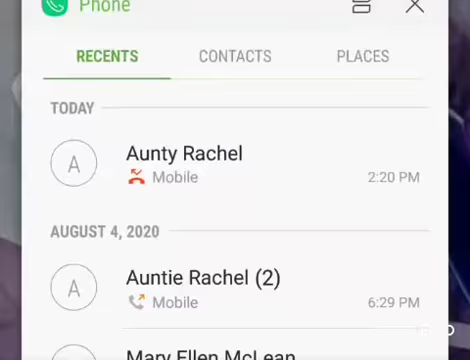 Phone
RECENTS
CONTACTS
PLACES
TODAY
Aunty Rachel
Mobile
2:20 PM
AUGUST 4, 2020
Auntie Rachel (2)
Mobile
6:29 PM
Mary Ellen McLean
A
A